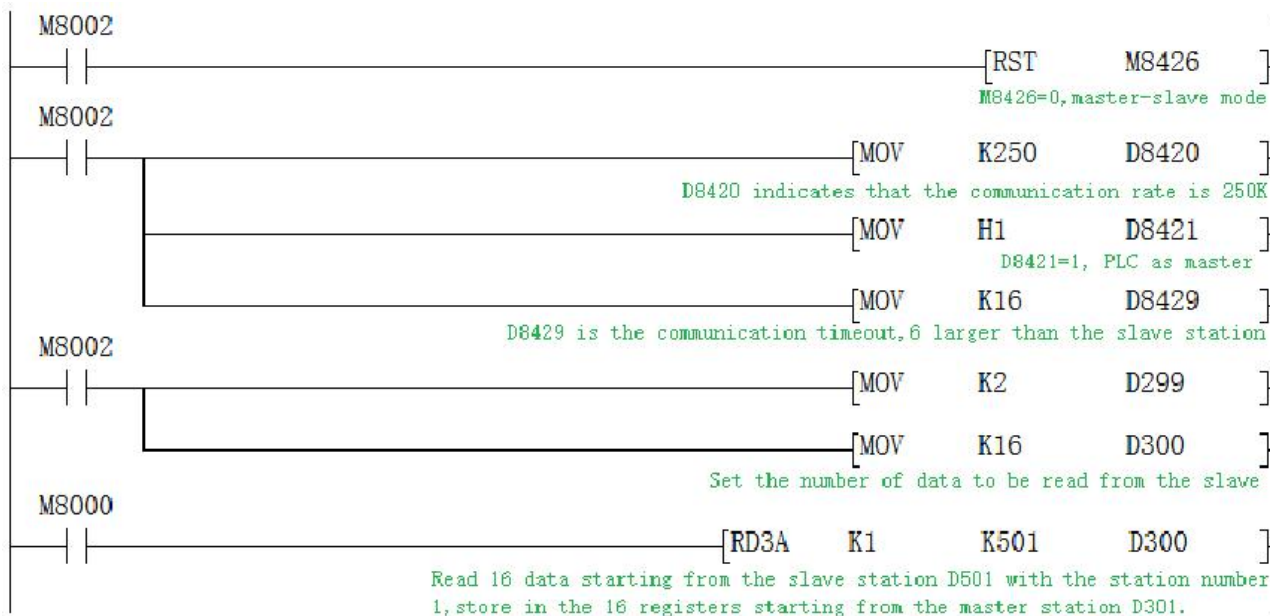 M8002
[RST M8426 ]
M8426=0,master-slave mode
M8002
[MOV K250 D8420 ]
D8420 indicates that the communication rate is 250K
[MOV H1 D8421 ]
D8421=1, PLC as master
[MOV K16 D8429 ]
D8429 is the communication timeout,6 larger than the slave station
M8002
[MOV K2 D299 ]
[MOV K16 D300 ]
Set the number of data to be read from the slave
M8000
[RD3A K1 K501 D300 ]
Read 16 data starting from the slave station D501 with the station number
1,store in the 16 registers starting from the master station D301.